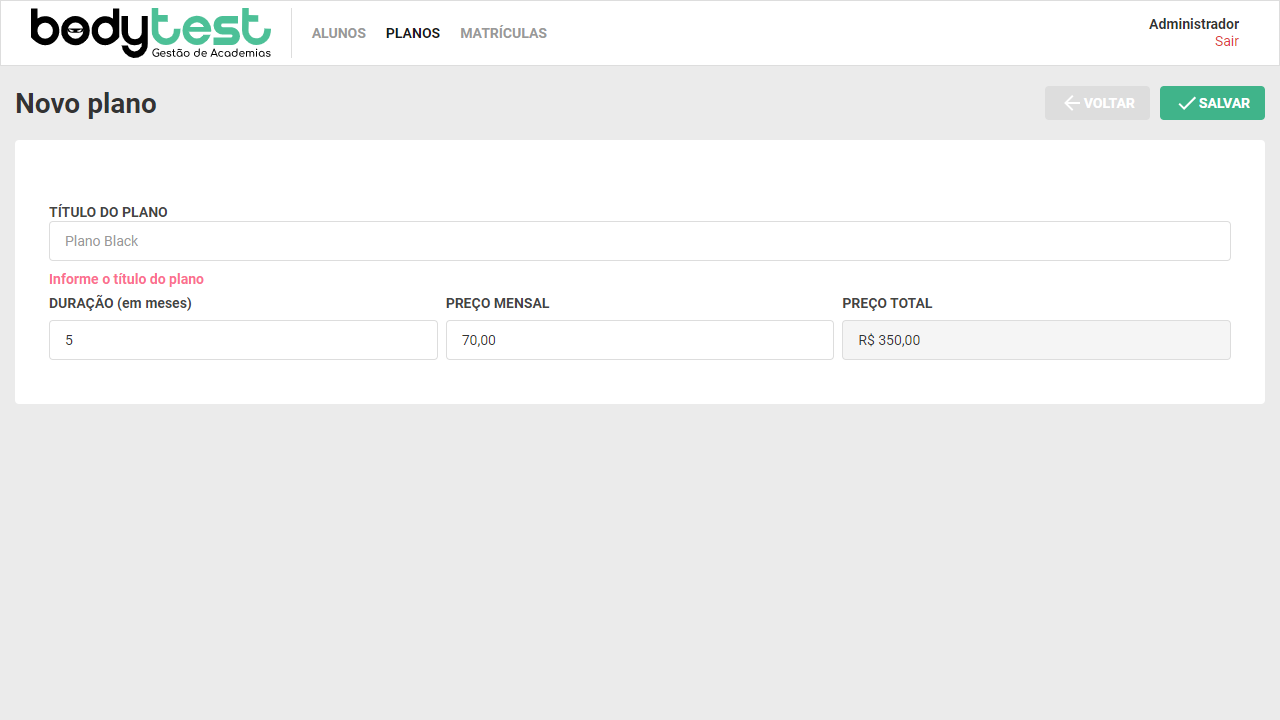 bodytest
Gestão de Academias
ALUNOS PLANOS MATRÍCULAS
Administrador
Sair
Novo plano
VOLTAR SALVAR
TÍTULO DO PLANO
Plano Black
Informe o título do plano
DURAÇÃO (em meses) PREÇO MENSAL PREÇO TOTAL
5 70,00 R$ 350,00